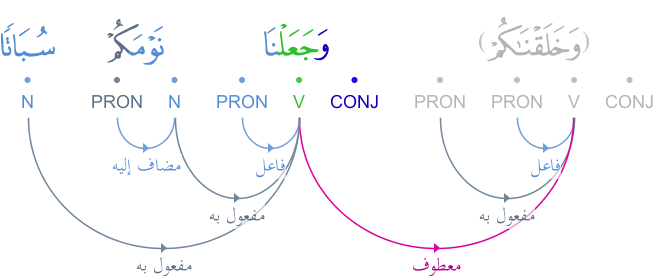 (وَخَلَقْنَـٰكُمْ) وَجَعَلْنَا نَوْمَكُمْ سُبَاتًا
CONJ V PRON PRON CONJ V PRON N PRON N
فاعل فاعل مضاف إليه
مفعول به مفعول به
معطوف مفعول به